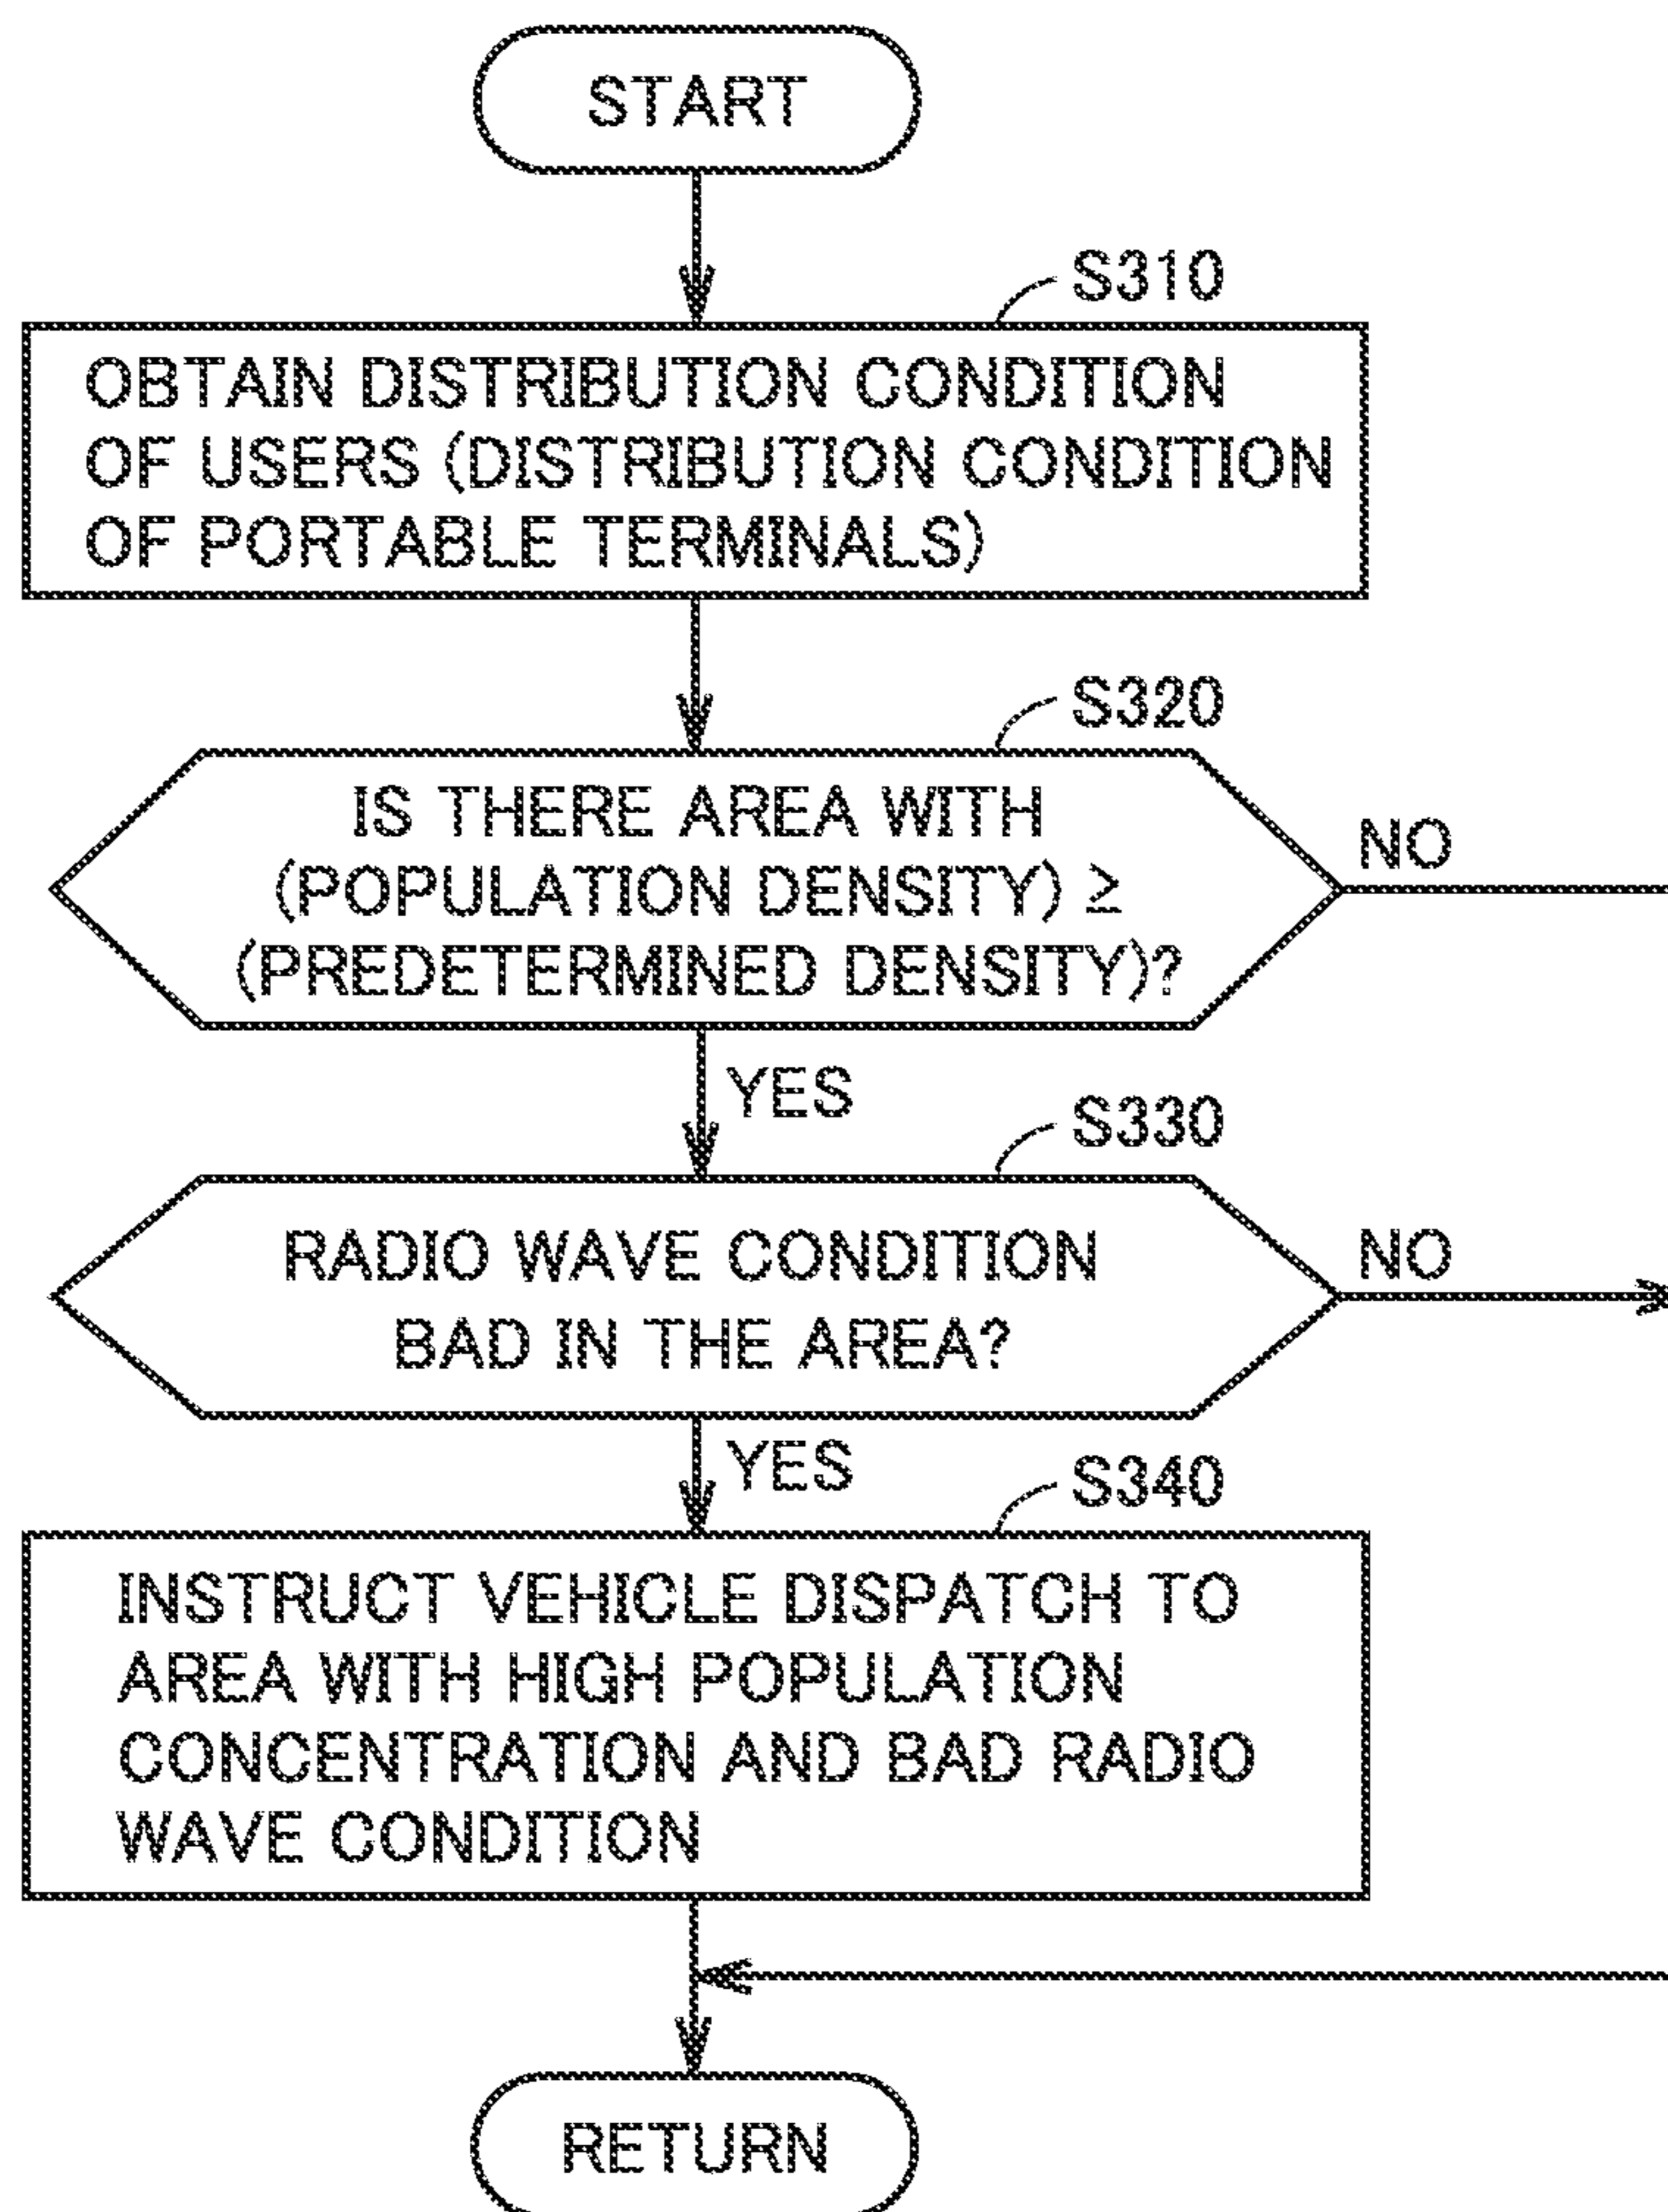 START
S310
OBTAIN DISTRIBUTION CONDITION
OF USERS (DISTRIBUTION CONDITION
OF PORTABLE TERMINALS)
S320
IS THERE AREA WITH
(POPULATION DENSITY) ≥
(PREDETERMINED DENSITY)?
NO
YES
S330
RADIO WAVE CONDITION
BAD IN THE AREA?
NO
YES
S340
INSTRUCT VEHICLE DISPATCH TO
AREA WITH HIGH POPULATION
CONCENTRATION AND BAD RADIO
WAVE CONDITION
RETURN